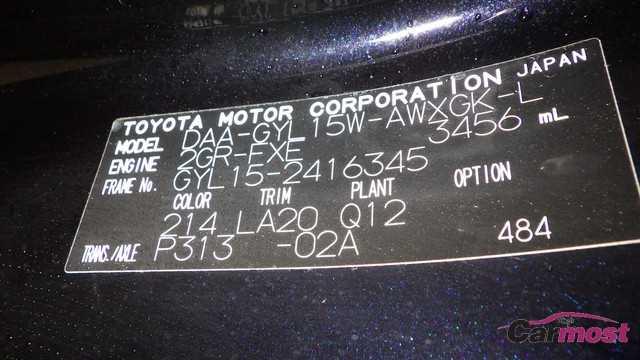 TOYOTA MOTOR CORPORATION JAPAN
MODEL DAA-GYL15W-AWXGK-L
ENGINE 2GR-FXE 3456 mL
FRAME No. GYL15-2416345
COLOR TRIM PLANT OPTION
214 LA20 Q12
TRANS./AXLE P313 -02A 484
Carmost